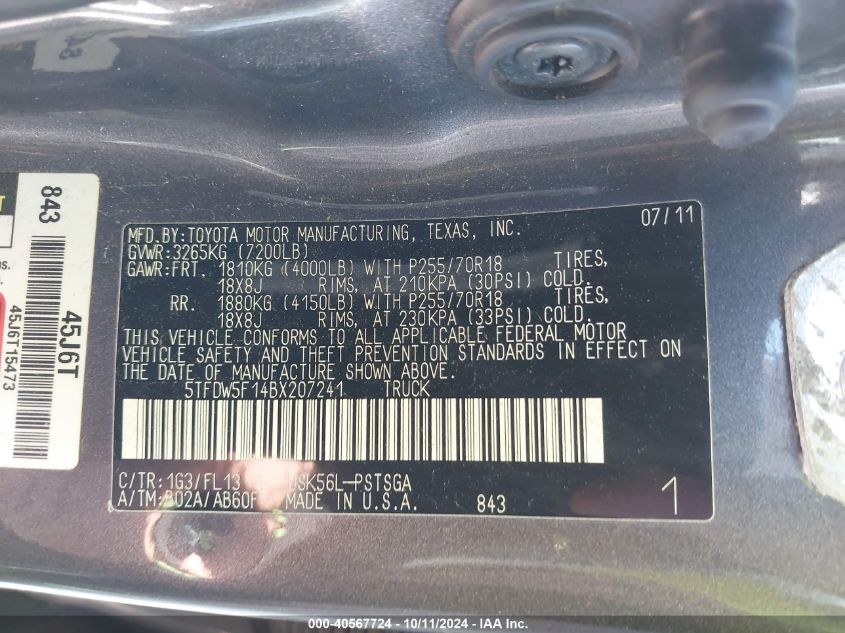 843
45J6T
45J6T15473
MFD.BY:TOYOTA MOTOR MANUFACTURING, TEXAS, INC. 07/11
GVWR:3265KG (7200LB)
GAWR:FRT. 1810KG (4000LB) WITH P255/70R18 TIRES,
18X8J RIMS, AT 210KPA (30PSI) COLD.
RR. 1880KG (4150LB) WITH P255/70R18 TIRES,
18X8J RIMS, AT 230KPA (33PSI) COLD.
THIS VEHICLE CONFORMS TO ALL APPLICABLE FEDERAL MOTOR
VEHICLE SAFETY AND THEFT PREVENTION STANDARDS IN EFFECT ON
THE DATE OF MANUFACTURE SHOWN ABOVE.
5TFDW5F14BX207241 TRUCK
C/TR:1G3/FL13 USK56L-PSTSGA
A/TM:B02A/AB60F MADE IN U.S.A. 843 1
000-40567724 - 10/11/2024 - IAA Inc.